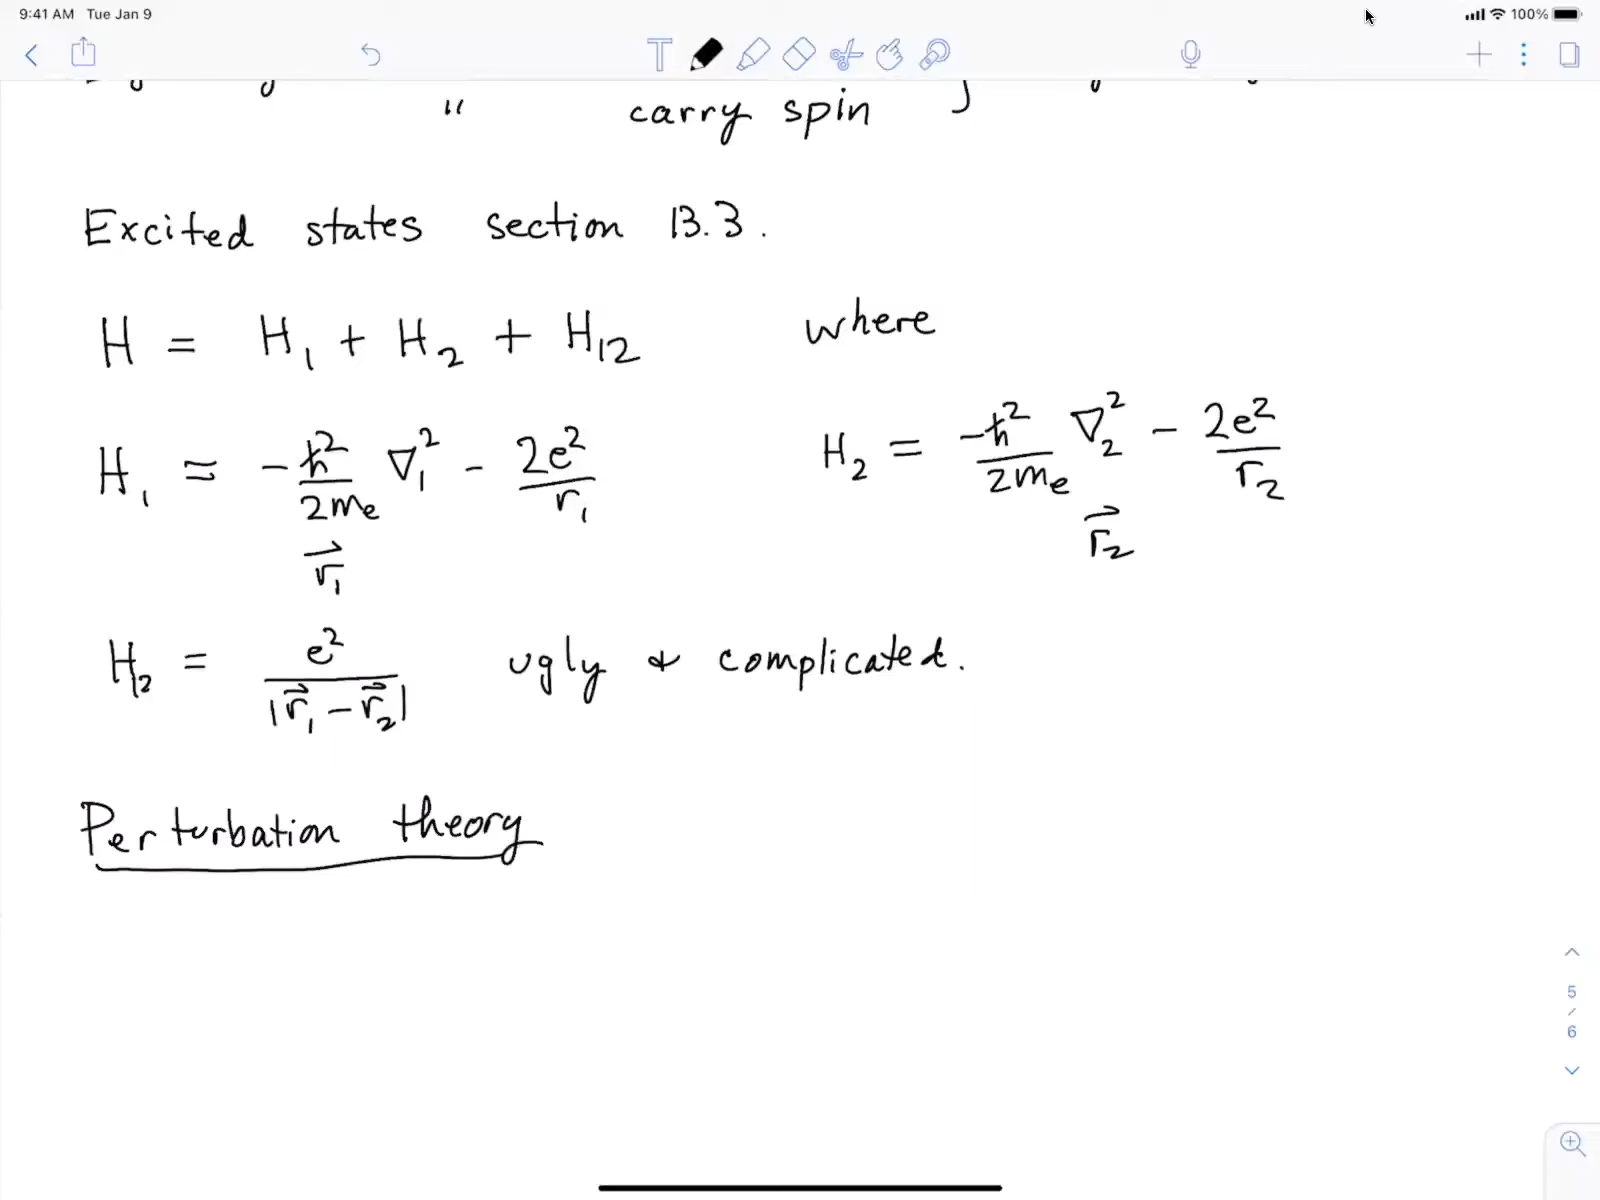 9:41 AM Tue Jan 9 100%
T
" carry spin
Excited states section 13.3.
H = H₁ + H₂ + H₁₂ where
H₁ = -ħ²/2mₑ ∇₁² - 2e²/r₁ H₂ = -ħ²/2mₑ ∇₂² - 2e²/r₂
r⃗₁ r⃗₂
H₁₂ = e²/|r⃗₁ - r⃗₂| ugly & complicated.
Perturbation theory
5
/
6